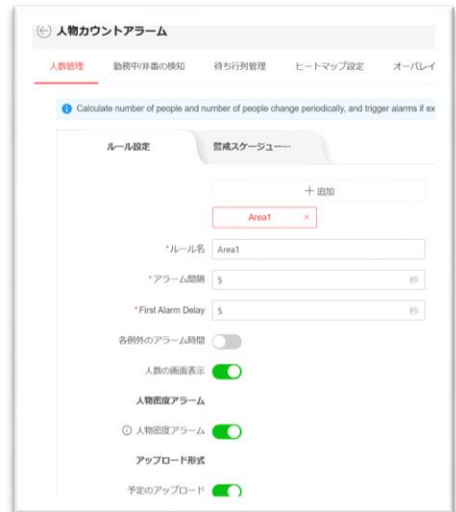 人物カウントアラーム
人数管理 勤務中/非番の検知 待ち行列管理 ヒートマップ設定 オーバレイ
Calculate number of people and number of people change periodically, and trigger alarms if ex
ルール設定 警戒スケジュー…
+ 追加
Area1 ×
*ルール名 Area1
*アラーム間隔 5 秒
*First Alarm Delay 5 秒
各例外のアラーム時間
人数の画面表示
人物密度アラーム
人物密度アラーム
アップロード形式
予定のアップロード